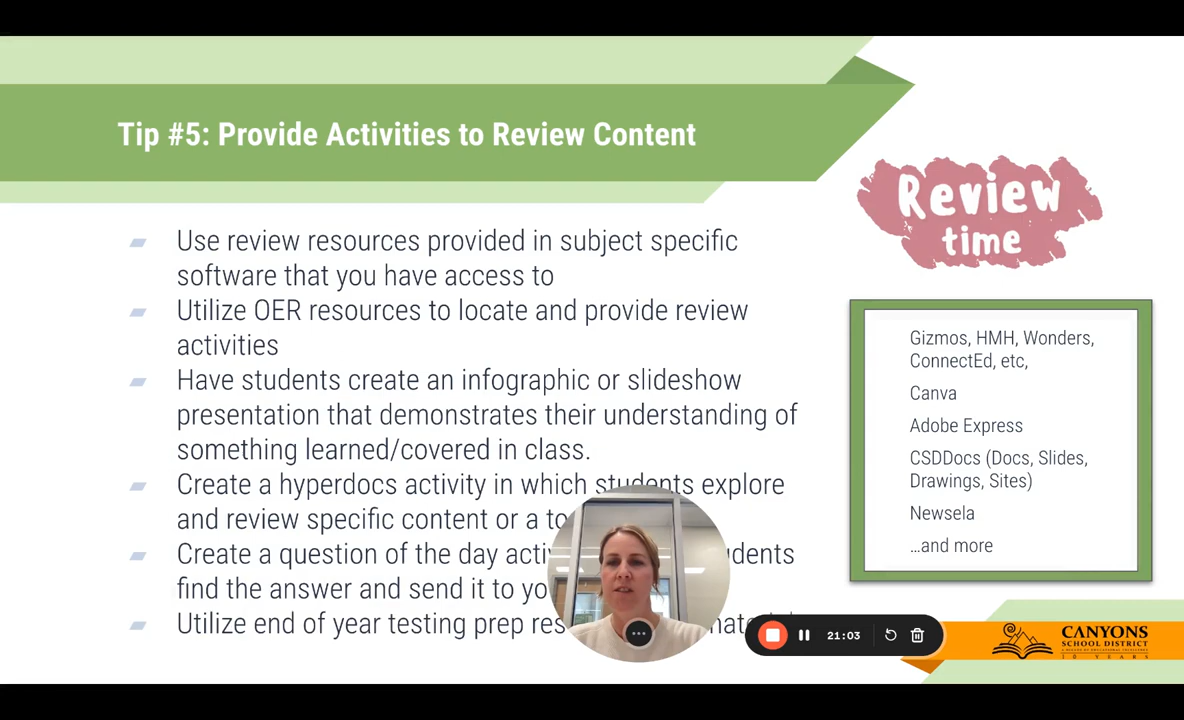 Tip #5: Provide Activities to Review Content
Review
time
Use review resources provided in subject specific
software that you have access to
Utilize OER resources to locate and provide review
activities
Have students create an infographic or slideshow
presentation that demonstrates their understanding of
something learned/covered in class.
Create a hyperdocs activity in which students explore
and review specific content or a
Create a question of the day
find the answer and send it to
Utilize end of year testing prep
Gizmos, HMH, Wonders,
ConnectEd, etc,
Canva
Adobe Express
CSDDocs (Docs, Slides,
Drawings, Sites)
Newsela
...and more
21:03
CANYONS
SCHOOL DISTRICT
10 YEARS